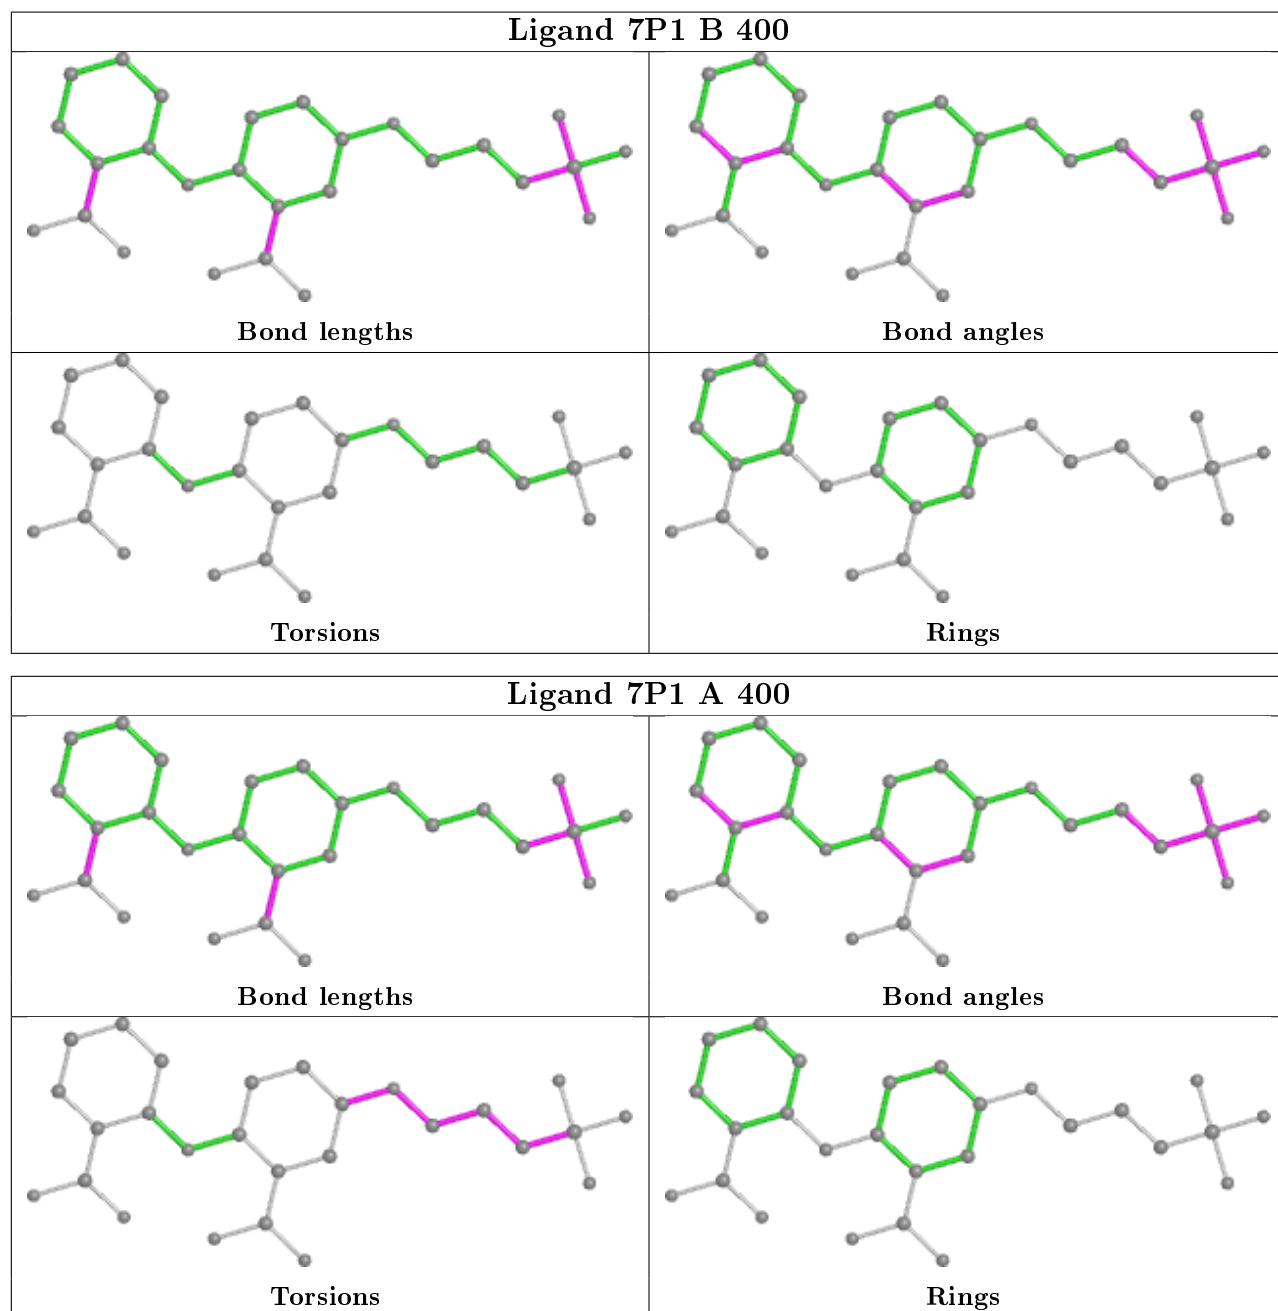 Ligand 7P1 B 400
Bond lengths
Bond angles
Torsions
Rings
Ligand 7P1 A 400
Bond lengths
Bond angles
Torsions
Rings